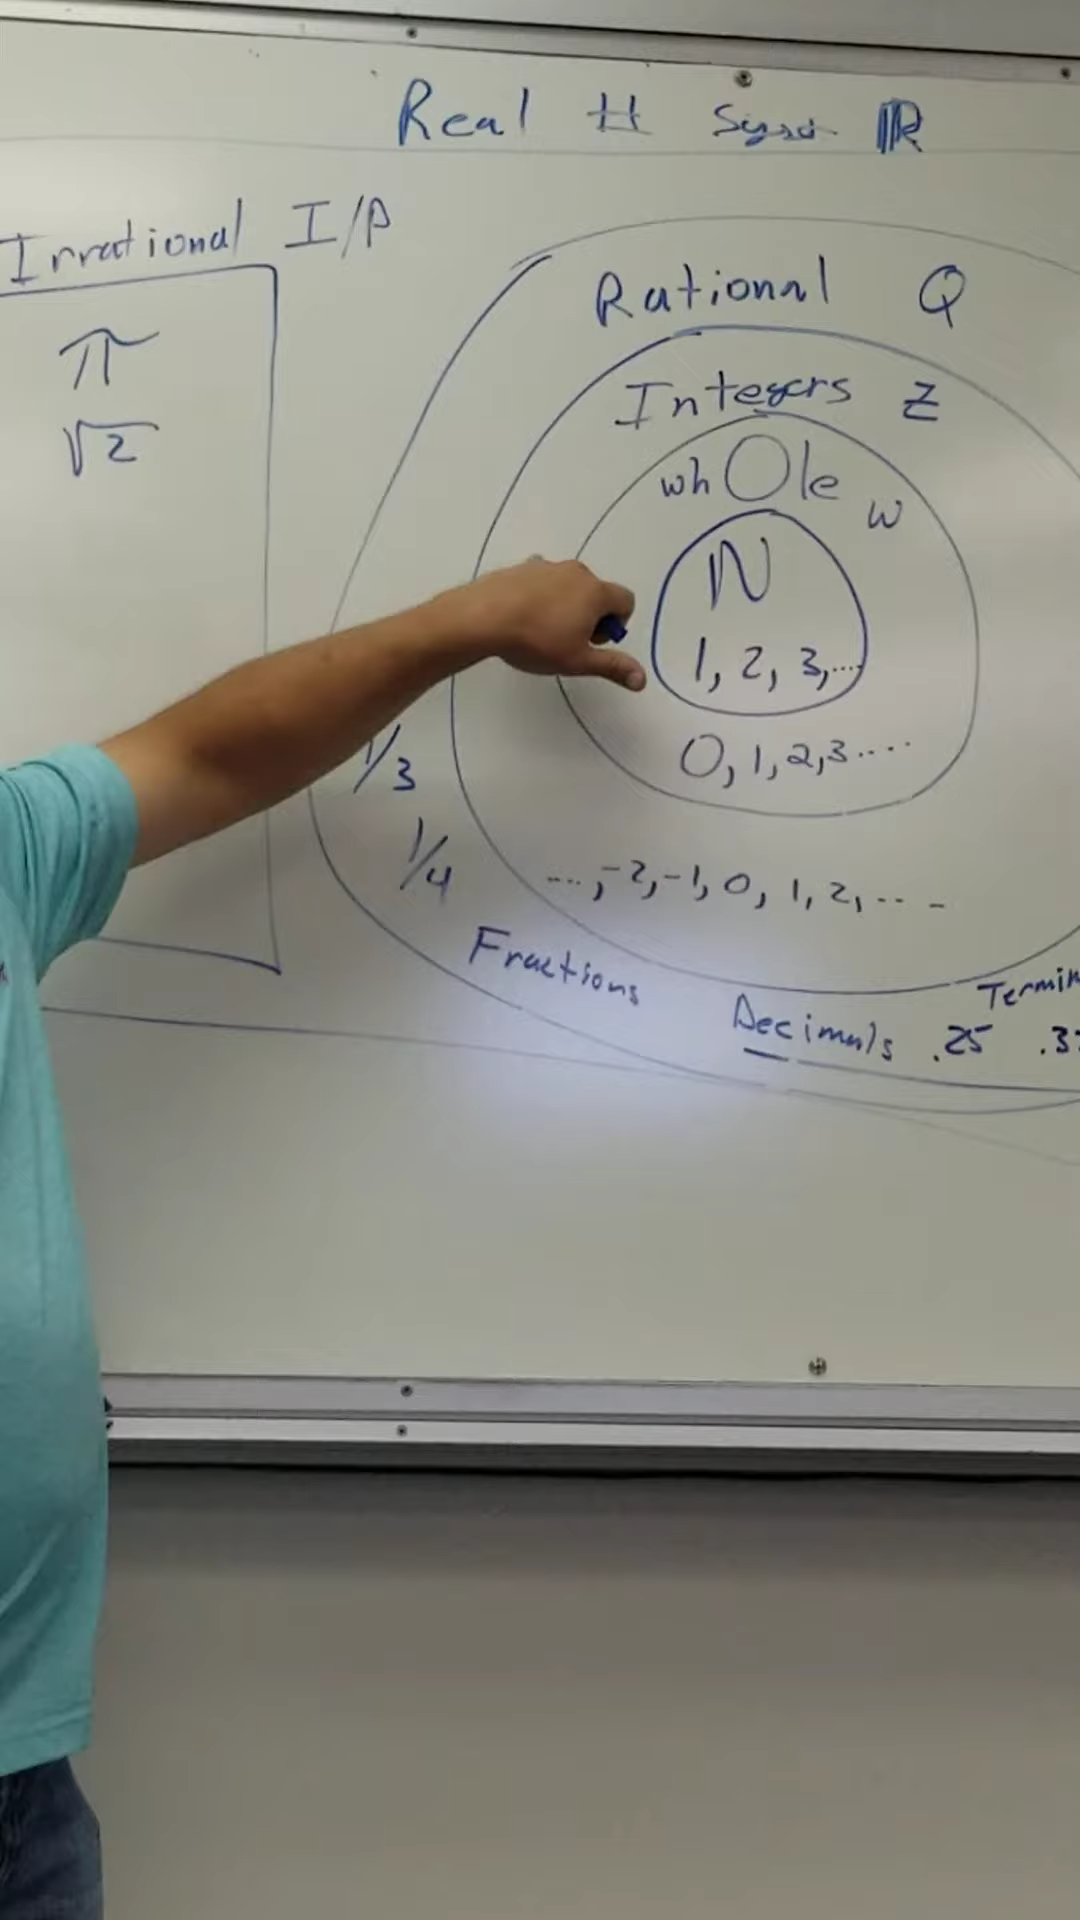 Real # Syst ℝ
Irrational I/P
π
√2
Rational Q
Integers Z
whOle W
ℕ
1, 2, 3,...
0, 1, 2, 3....
1/3
1/4
..., -2, -1, 0, 1, 2, ...
Fractions
Decimals .25